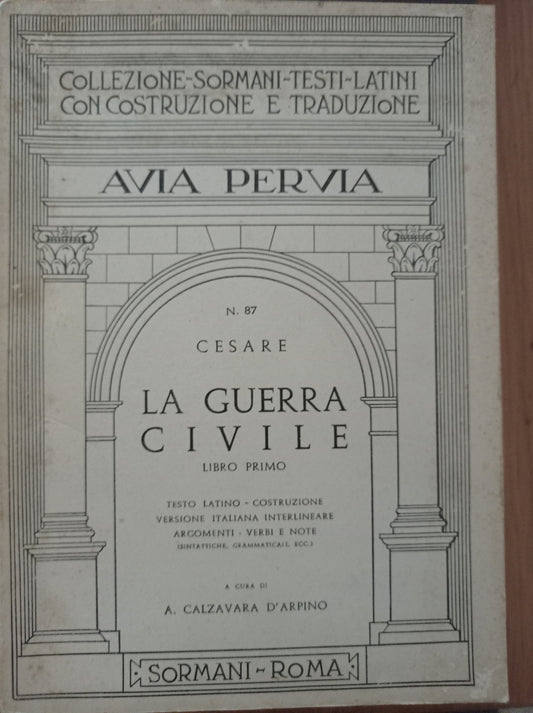 COLLEZIONE-SORMANI-TESTI-LATINI
CON COSTRUZIONE E TRADUZIONE
AVIA PERVIA
N. 87
CESARE
LA GUERRA
CIVILE
LIBRO PRIMO
TESTO LATINO - COSTRUZIONE
VERSIONE ITALIANA INTERLINEARE
ARGOMENTI - VERBI E NOTE
(SINTATTICHE, GRAMMATICALI, ECC.)
A CURA DI
A. CALZAVARA D'ARPINO
SORMANI - ROMA